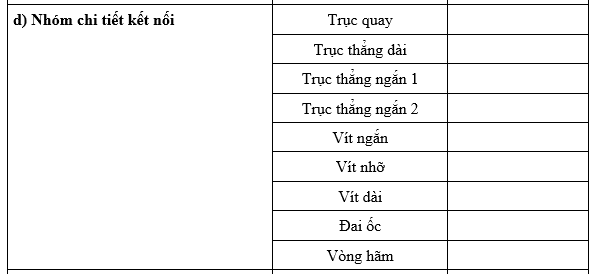 d) Nhóm chi tiết kết nối
Trục quay
Trục thẳng dài
Trục thẳng ngắn 1
Trục thẳng ngắn 2
Vít ngắn
Vít nhỡ
Vít dài
Đai ốc
Vòng hãm